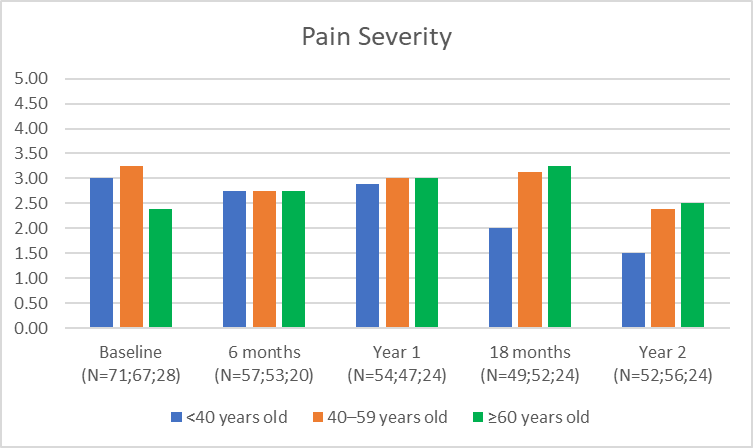 Pain Severity
5.00
4.50
4.00
3.50
3.00
2.50
2.00
1.50
1.00
0.50
0.00
Baseline 6 months Year 1 18 months Year 2
(N=71;67;28) (N=57;53;20) (N=54;47;24) (N=49;52;24) (N=52;56;24)
<40 years old 40–59 years old ≥60 years old